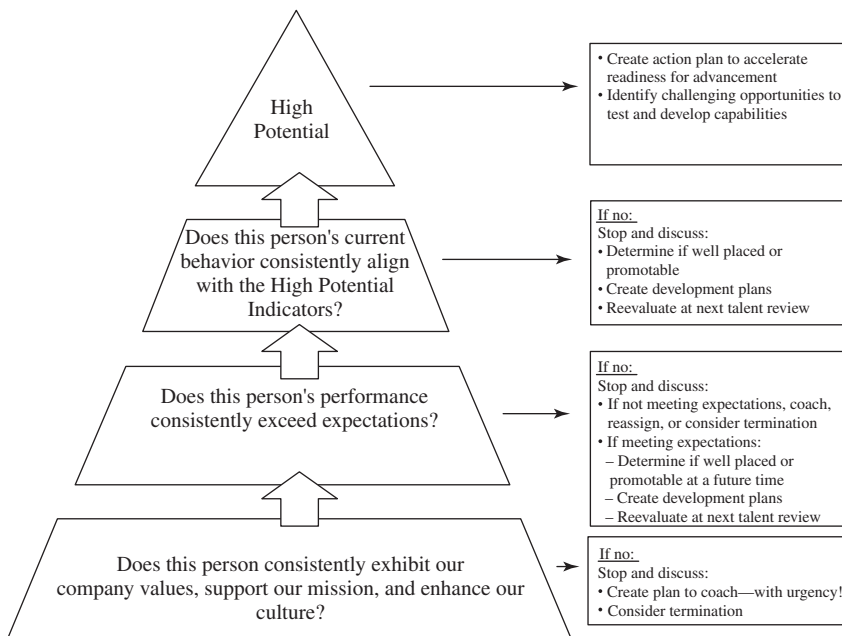 High
Potential
• Create action plan to accelerate
readiness for advancement
• Identify challenging opportunities to
test and develop capabilities
Does this person's current
behavior consistently align
with the High Potential
Indicators?
If no:
Stop and discuss:
• Determine if well placed or
promotable
• Create development plans
• Reevaluate at next talent review
Does this person's performance
consistently exceed expectations?
If no:
Stop and discuss:
• If not meeting expectations, coach,
reassign, or consider termination
• If meeting expectations:
– Determine if well placed or
promotable at a future time
– Create development plans
– Reevaluate at next talent review
Does this person consistently exhibit our
company values, support our mission, and enhance our
culture?
If no:
Stop and discuss:
• Create plan to coach—with urgency!
• Consider termination